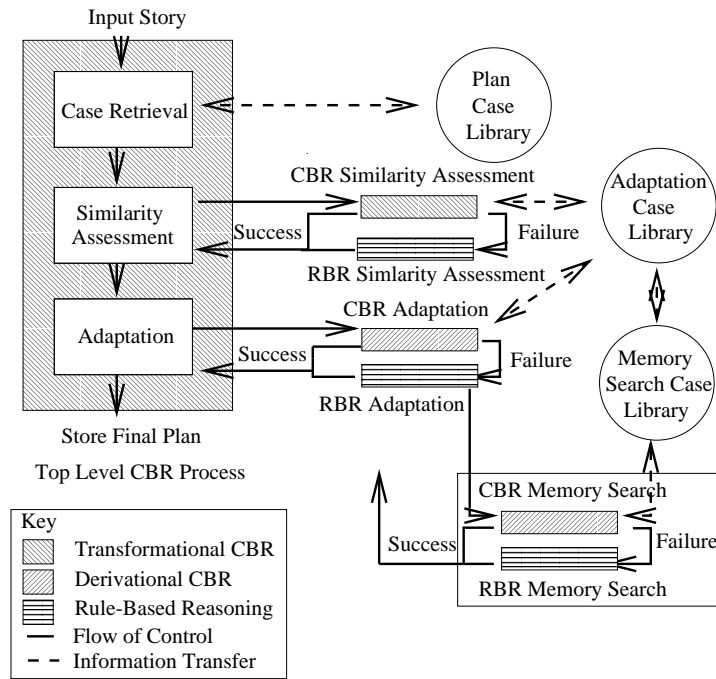 Input Story
Case Retrieval
Plan
Case
Library
CBR Similarity Assessment
Similarity
Assessment
Success
Failure
Adaptation
Case
Library
RBR Simlarity Assessment
CBR Adaptation
Adaptation
Success
Failure
RBR Adaptation
Memory
Search Case
Library
Store Final Plan
Top Level CBR Process
CBR Memory Search
Success
Failure
RBR Memory Search
Key
Transformational CBR
Derivational CBR
Rule-Based Reasoning
Flow of Control
Information Transfer